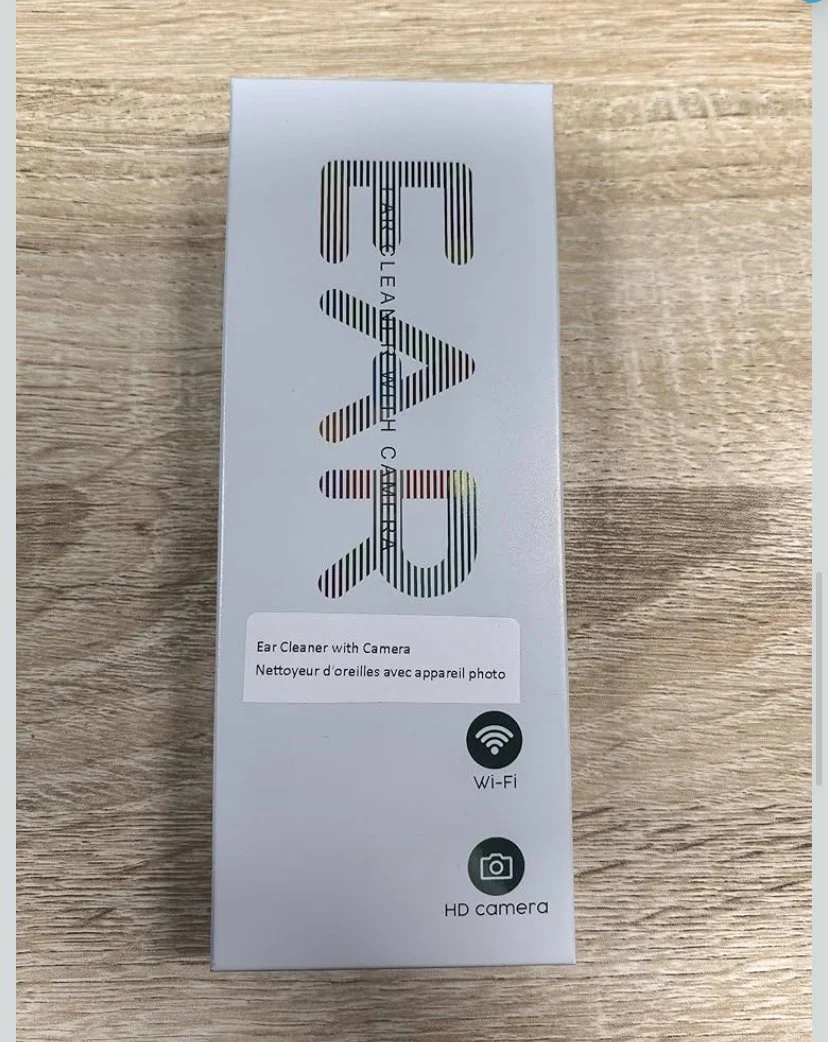 EAR
EAR CLEANER WITH CAMERA
Ear Cleaner with Camera
Nettoyeur d'oreilles avec appareil photo
Wi-Fi
HD camera